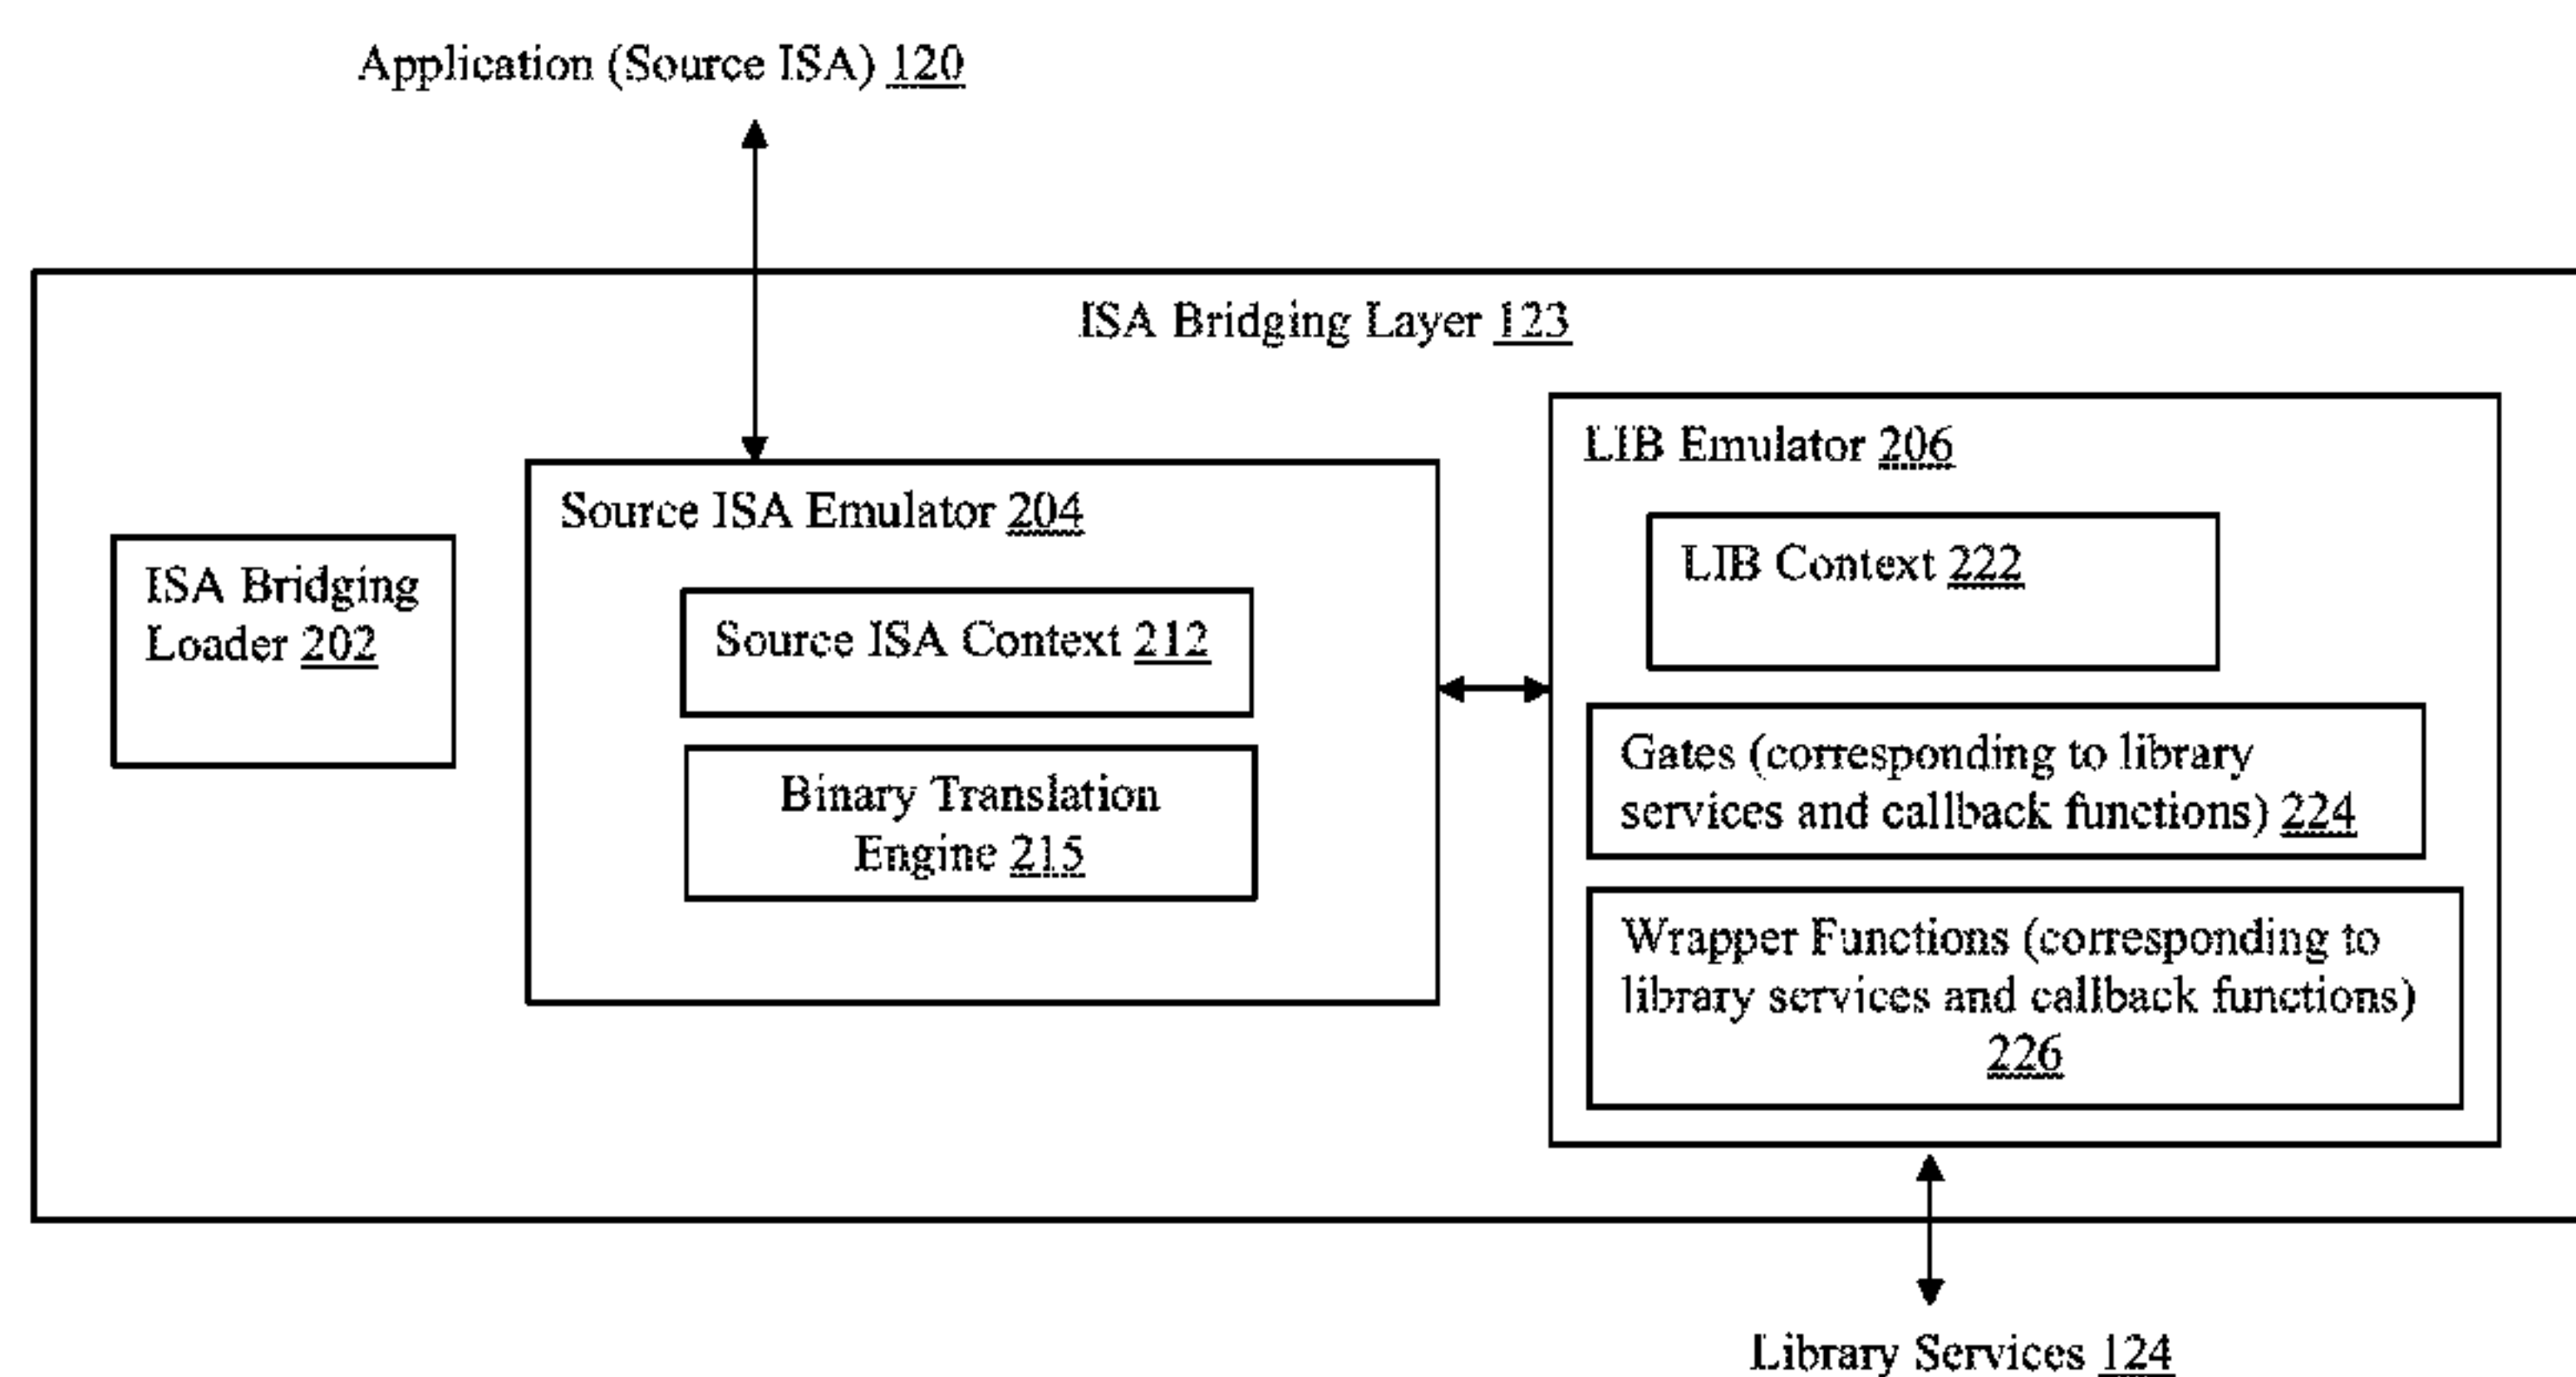 Application (Source ISA) 120
ISA Bridging Layer 123
ISA Bridging
Loader 202
Source ISA Emulator 204
Source ISA Context 212
Binary Translation
Engine 215
LIB Emulator 206
LIB Context 222
Gates (corresponding to library
services and callback functions) 224
Wrapper Functions (corresponding to
library services and callback functions)
226
Library Services 124